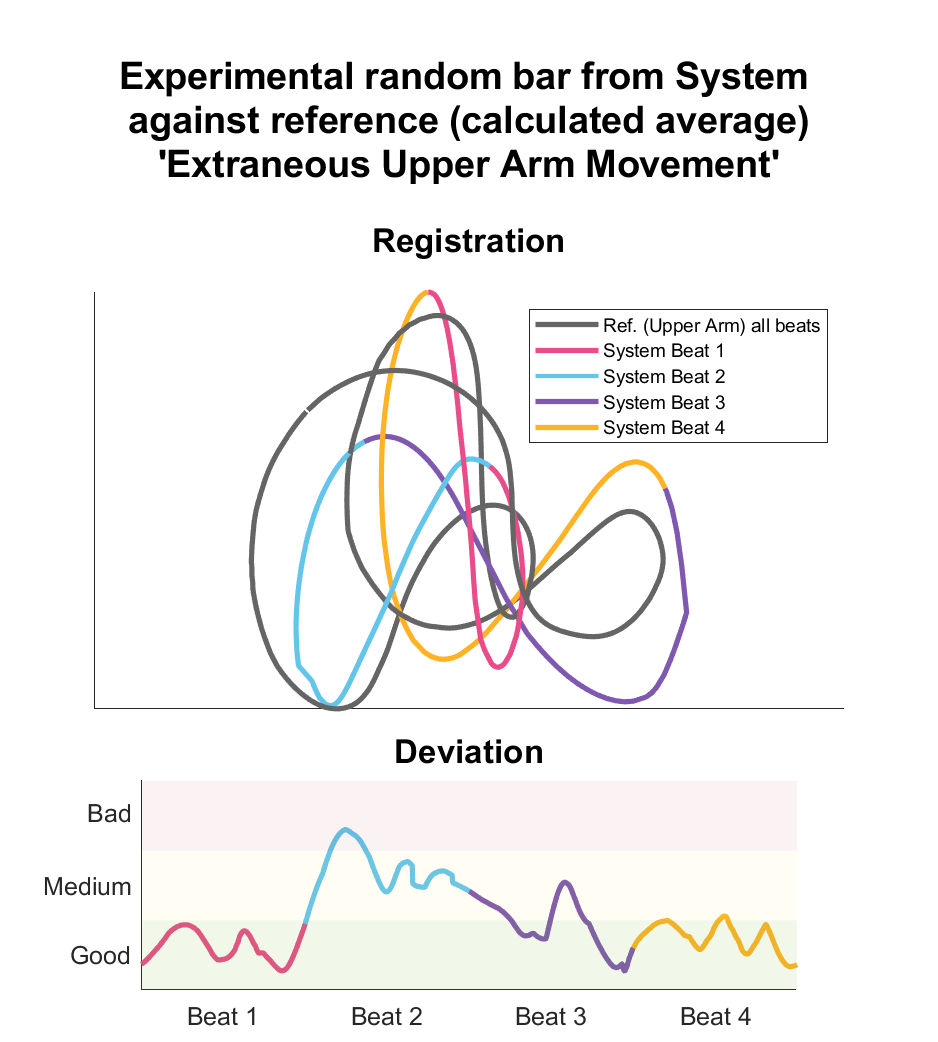 Experimental random bar from System
against reference (calculated average)
'Extraneous Upper Arm Movement'
Registration
Ref. (Upper Arm) all beats
System Beat 1
System Beat 2
System Beat 3
System Beat 4
Deviation
Bad
Medium
Good
Beat 1 Beat 2 Beat 3 Beat 4